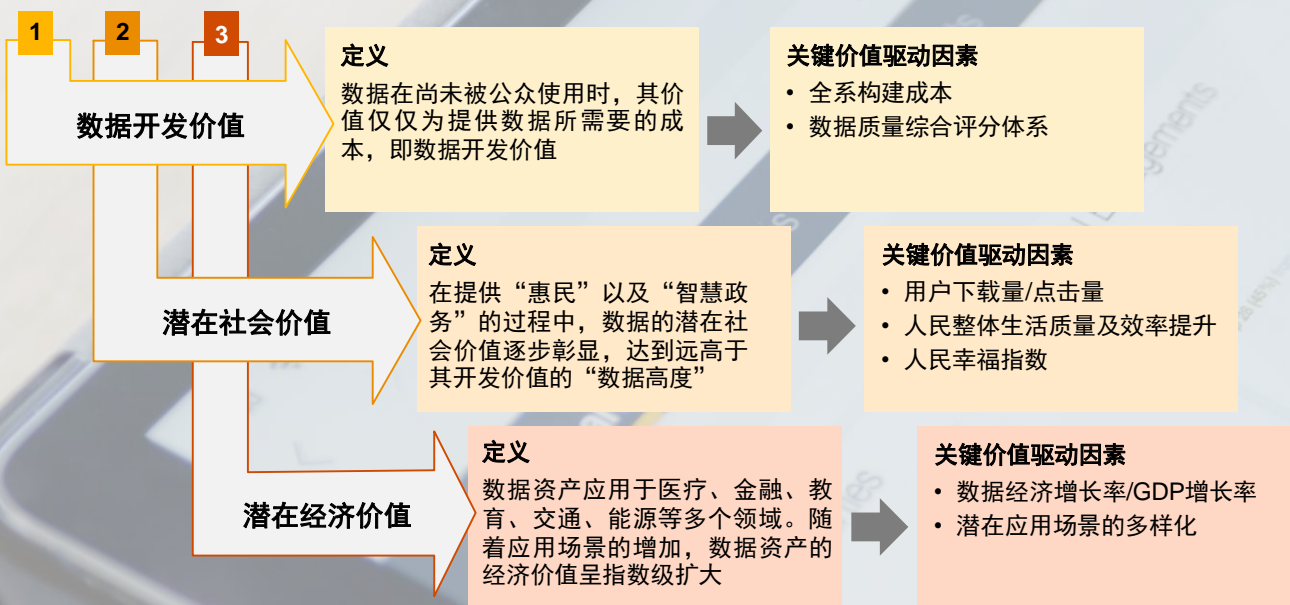 1
2
3
数据开发价值
定义
数据在尚未被公众使用时，其价
值仅仅为提供数据所需要的成
本，即数据开发价值
关键价值驱动因素
• 全系构建成本
• 数据质量综合评分体系
潜在社会价值
定义
在提供“惠民”以及“智慧政
务”的过程中，数据的潜在社
会价值逐步彰显，达到远高于
其开发价值的“数据高度”
关键价值驱动因素
• 用户下载量/点击量
• 人民整体生活质量及效率提升
• 人民幸福指数
潜在经济价值
定义
数据资产应用于医疗、金融、教
育、交通、能源等多个领域。随
着应用场景的增加，数据资产的
经济价值呈指数级扩大
关键价值驱动因素
• 数据经济增长率/GDP增长率
• 潜在应用场景的多样化